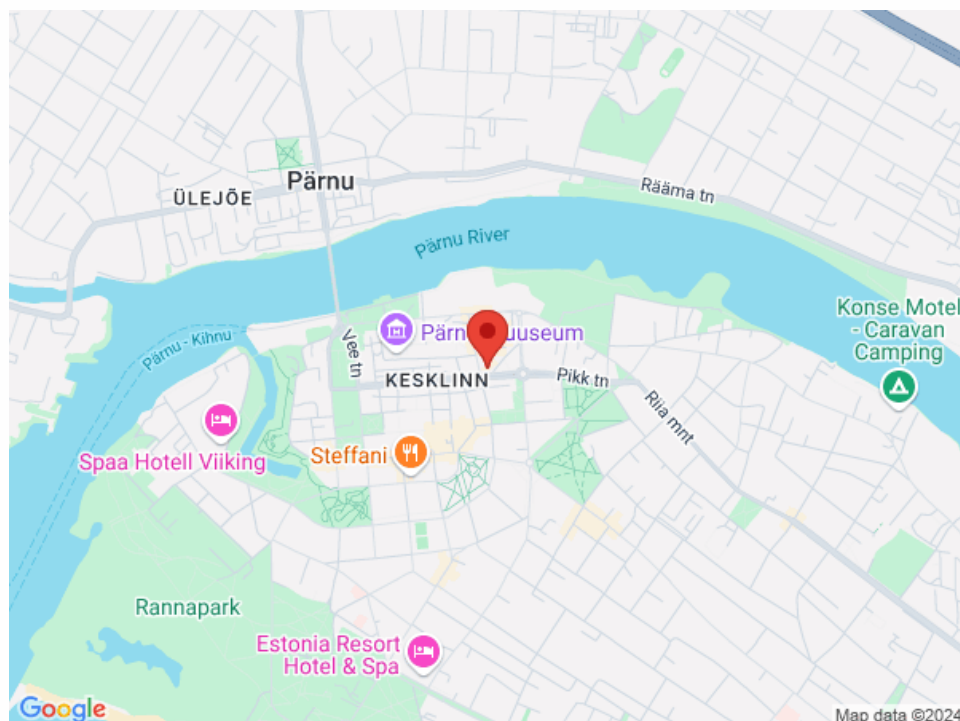 Rääma tn
Pärnu
ÜLEJÕE
Pärnu River
Konse Motel
- Caravan
Camping
Pärnu - Kihnu
Vee tn
KESKLINN
Pikk tn
Riia mnt
Steffani
Spaa Hotell Viiking
Rannapark
Estonia Resort
Hotel & Spa
Google
Map data ©2024